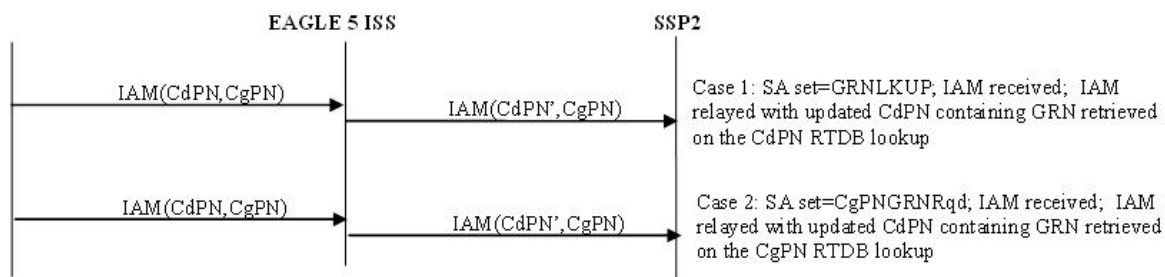 EAGLE 5 ISS
SSP2
IAM(CdPN,CgPN)
IAM(CdPN’,CgPN)
Case 1: SA set=GRNLKUP; IAM received; IAM
relayed with updated CdPN containing GRN retrieved
on the CdPN RTDB lookup
IAM(CdPN,CgPN)
IAM(CdPN’,CgPN)
Case 2: SA set=CgPNGRNRqd; IAM received; IAM
relayed with updated CdPN containing GRN retrieved
on the CgPN RTDB lookup